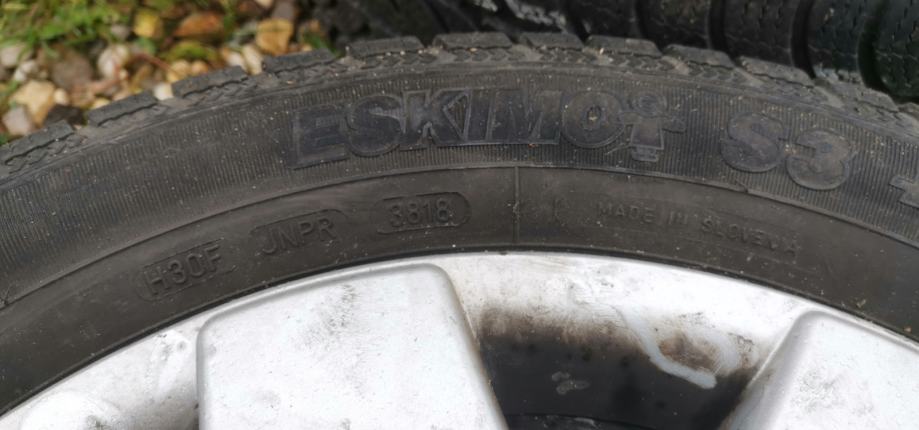 ESKIMO S3 +
H30F JNPR 3818
MADE IN SLOVENIA